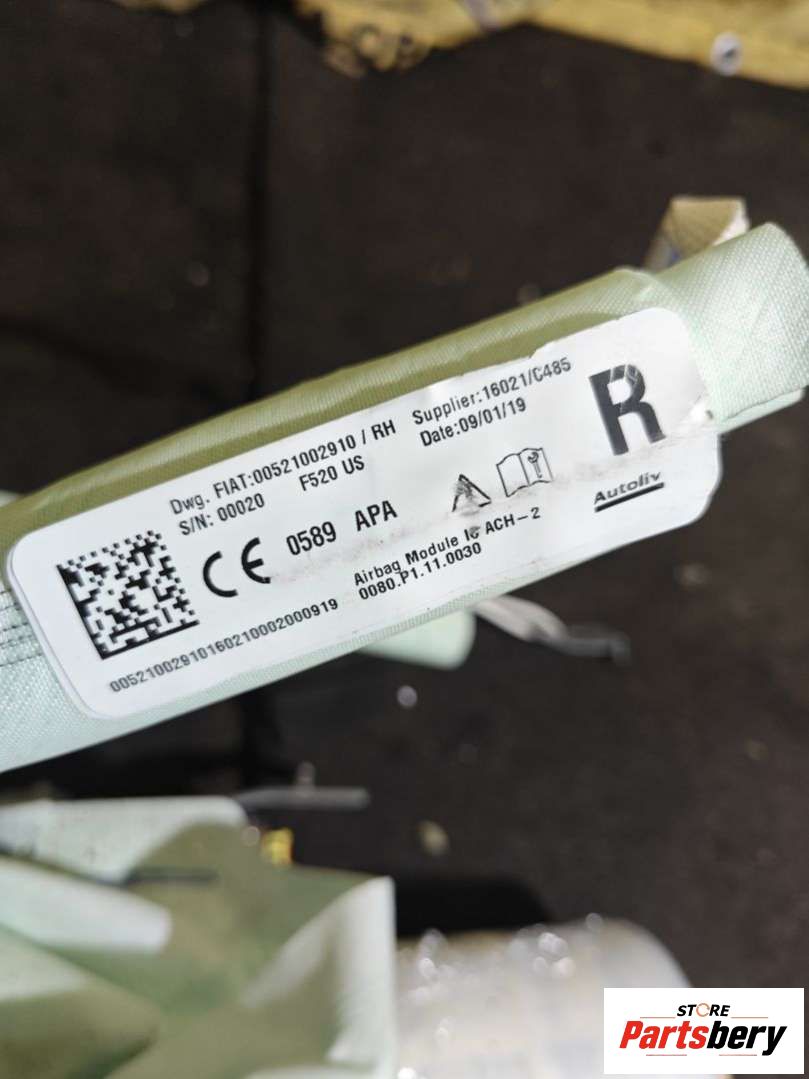 Dwg. FIAT:00521002910 / RH
S/N: 00020 F520 US
Supplier:16021/C485
Date:09/01/19
R
CE 0589 APA
Autoliv
Airbag Module IC ACH-2
0080.P1.11.0030
00521002910160210002000919
STORE
Partsbery